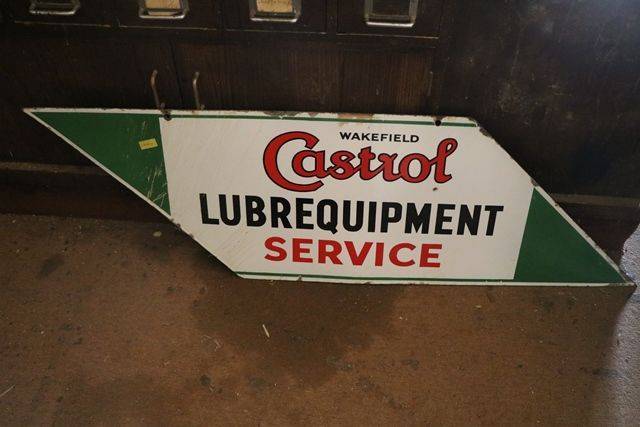 WAKEFIELD
Castrol
LUBREQUIPMENT
SERVICE